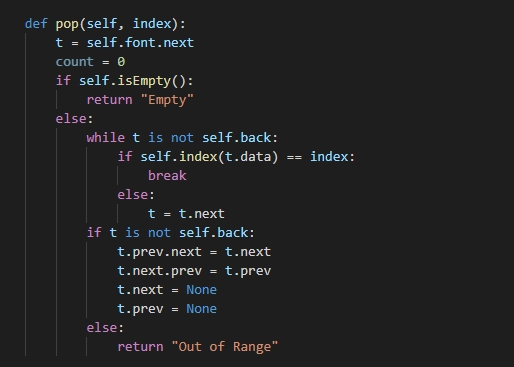 def pop(self, index):
    t = self.font.next
    count = 0
    if self.isEmpty():
        return "Empty"
    else:
        while t is not self.back:
            if self.index(t.data) == index:
                break
            else:
                t = t.next
        if t is not self.back:
            t.prev.next = t.next
            t.next.prev = t.prev
            t.next = None
            t.prev = None
        else:
            return "Out of Range"